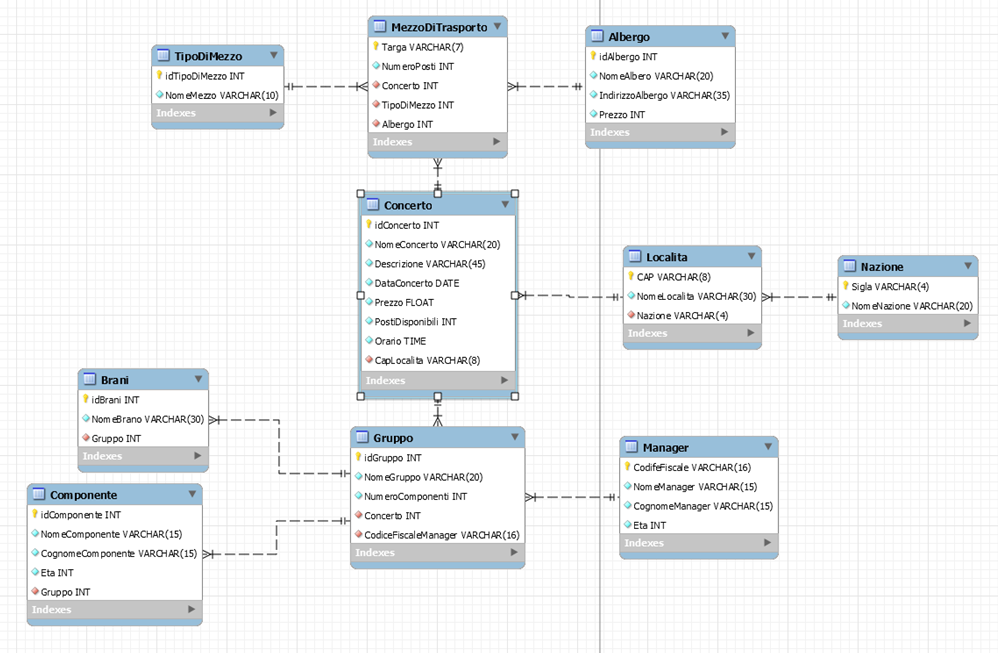 TipoDiMezzo
idTipoDiMezzo INT
NomeMezzo VARCHAR(10)
Indexes
MezzoDiTrasporto
Targa VARCHAR(7)
NumeroPosti INT
Concerto INT
TipoDiMezzo INT
Albergo INT
Indexes
Albergo
idAlbergo INT
NomeAlbero VARCHAR(20)
IndirizzoAlbergo VARCHAR(35)
Prezzo INT
Indexes
Concerto
idConcerto INT
NomeConcerto VARCHAR(20)
Descrizione VARCHAR(45)
DataConcerto DATE
Prezzo FLOAT
PostiDisponibili INT
Orario TIME
CapLocalita VARCHAR(8)
Indexes
Localita
CAP VARCHAR(8)
NomeLocalita VARCHAR(30)
Nazione VARCHAR(4)
Indexes
Nazione
Sigla VARCHAR(4)
NomeNazione VARCHAR(20)
Indexes
Brani
idBrani INT
NomeBrano VARCHAR(30)
Gruppo INT
Indexes
Gruppo
idGruppo INT
NomeGruppo VARCHAR(20)
NumeroComponenti INT
Concerto INT
CodiceFiscaleManager VARCHAR(16)
Indexes
Manager
CodifeFiscale VARCHAR(16)
NomeManager VARCHAR(15)
CognomeManager VARCHAR(15)
Eta INT
Indexes
Componente
idComponente INT
NomeComponente VARCHAR(15)
CognomeComponente VARCHAR(15)
Eta INT
Gruppo INT
Indexes